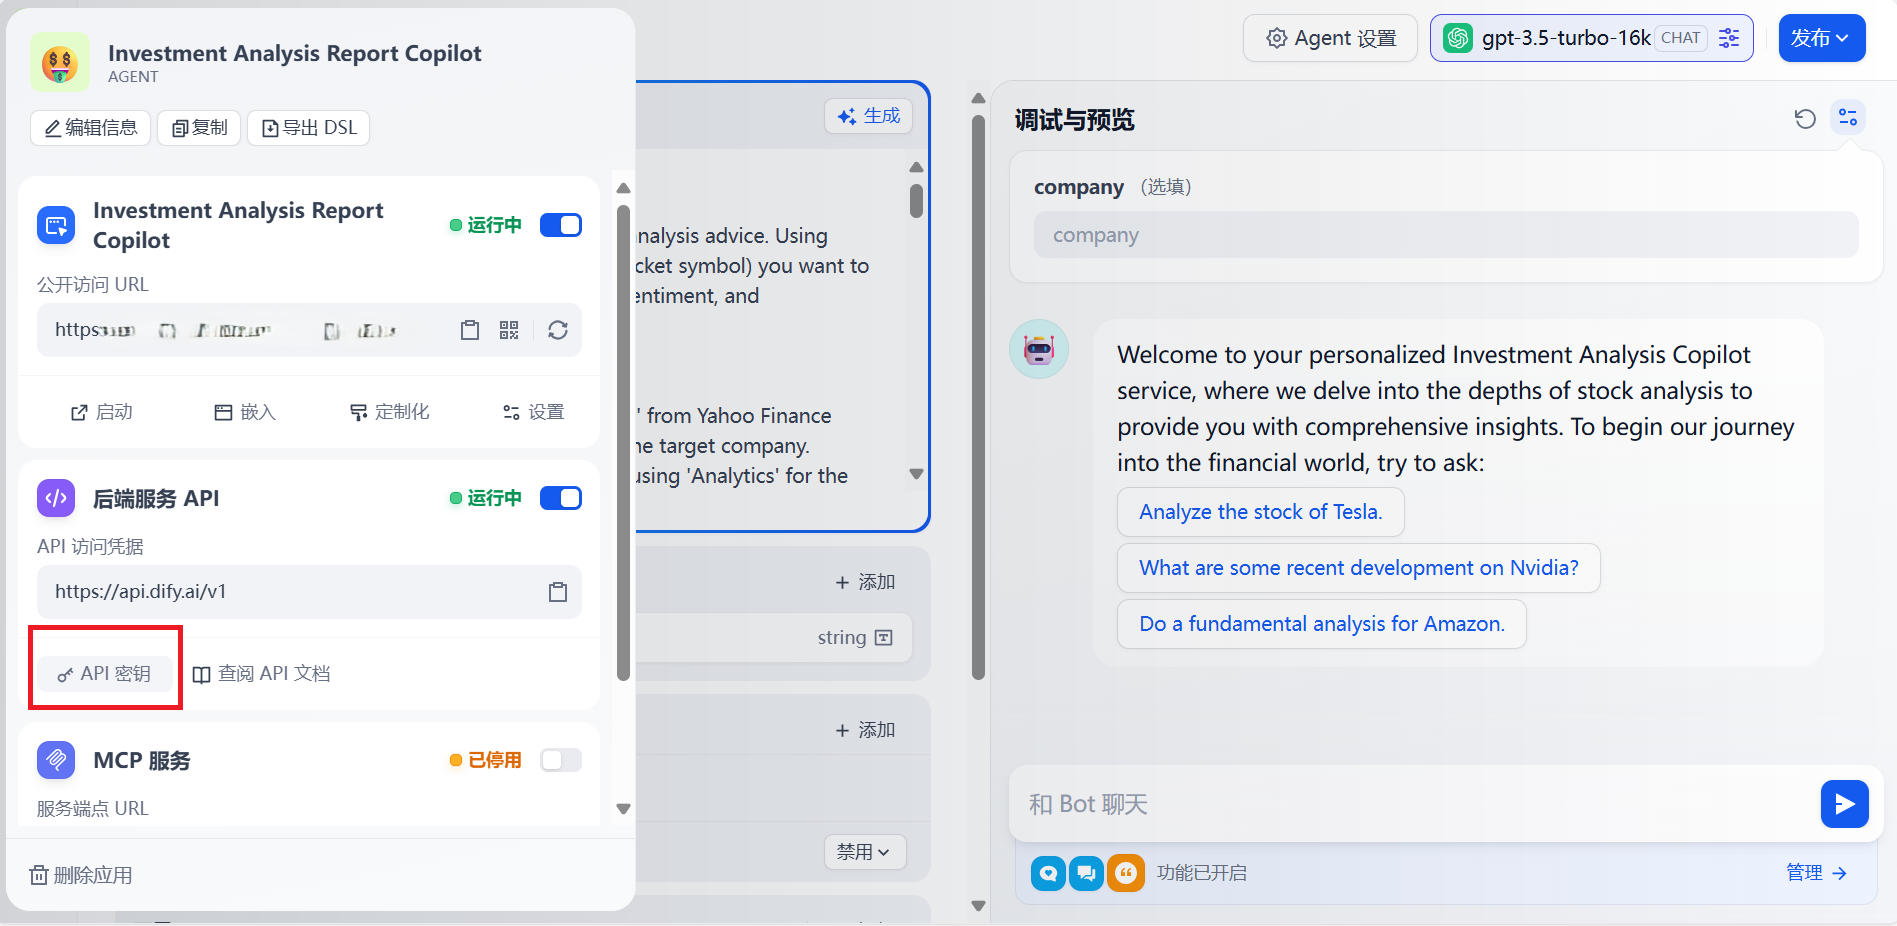 Investment Analysis Report Copilot
AGENT
编辑信息
复制
导出 DSL
Investment Analysis Report
Copilot
运行中
公开访问 URL
https
启动
嵌入
定制化
设置
后端服务 API
运行中
API 访问凭据
https://api.dify.ai/v1
API 密钥
查阅 API 文档
MCP 服务
已停用
服务端点 URL
删除应用
生成
nalysis advice. Using
cket symbol) you want to
entiment, and
' from Yahoo Finance
ne target company.
using 'Analytics' for the
添加
string
添加
禁用
Agent 设置
gpt-3.5-turbo-16k
CHAT
发布
调试与预览
company (选填)
company
Welcome to your personalized Investment Analysis Copilot
service, where we delve into the depths of stock analysis to
provide you with comprehensive insights. To begin our journey
into the financial world, try to ask:
Analyze the stock of Tesla.
What are some recent development on Nvidia?
Do a fundamental analysis for Amazon.
和 Bot 聊天
功能已开启
管理